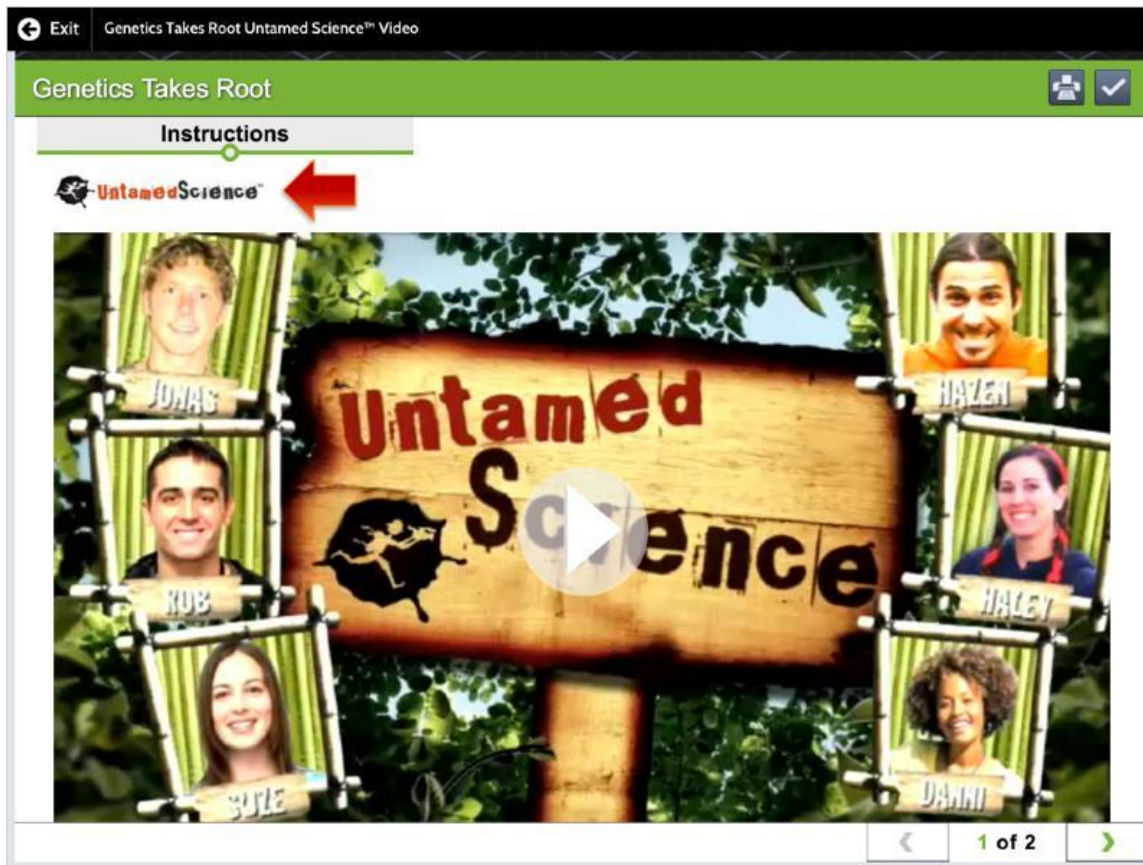 Exit Genetics Takes Root Untamed Science™ Video
Genetics Takes Root
Instructions
UntamedScience™
JONAS
HAZEN
Untamed
Science
ROB
HALEY
SUZE
DANNI
1 of 2